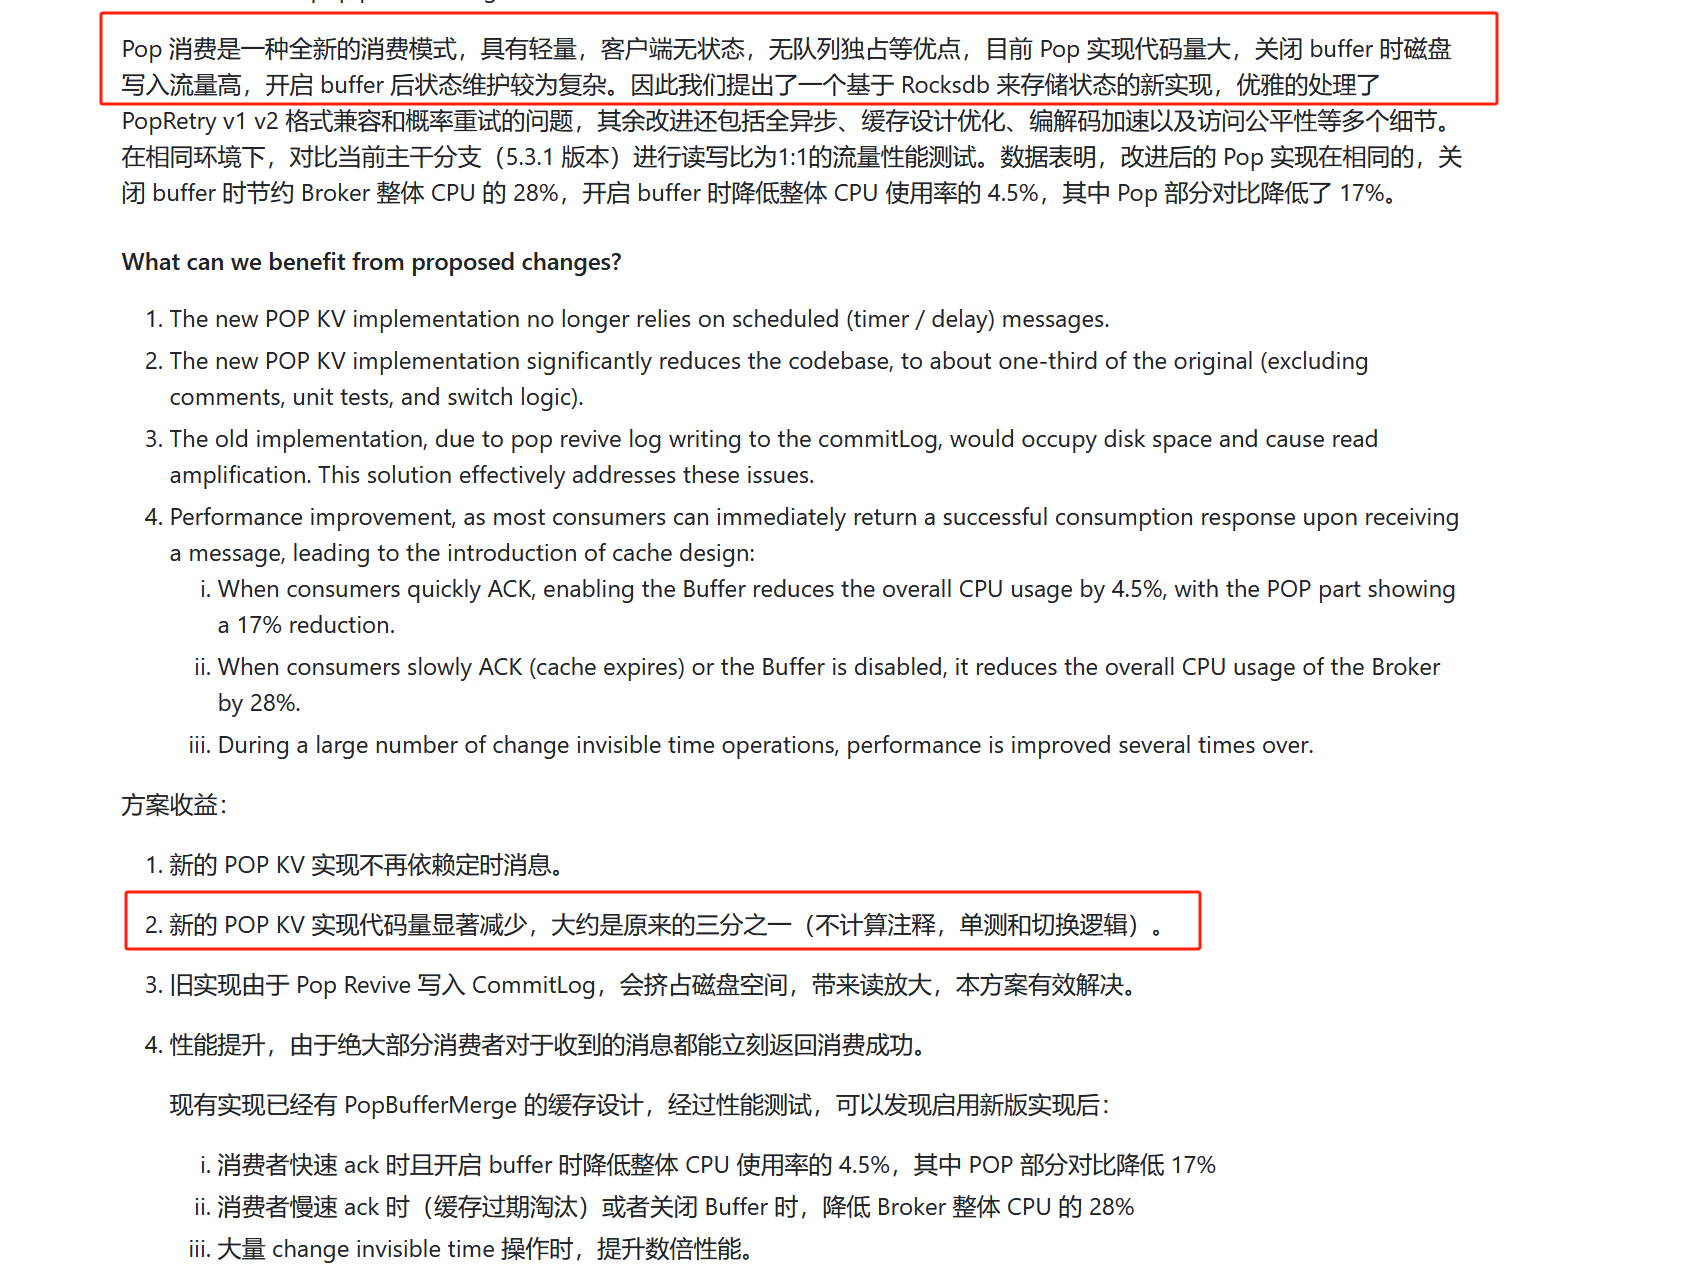 Pop 消费是一种全新的消费模式，具有轻量，客户端无状态，无队列独占等优点，目前 Pop 实现代码量大，关闭 buffer 时磁盘
写入流量高，开启 buffer 后状态维护较为复杂。因此我们提出了一个基于 Rocksdb 来存储状态的新实现，优雅的处理了
PopRetry v1 v2 格式兼容和概率重试的问题，其余改进还包括全异步、缓存设计优化、编解码加速以及访问公平性等多个细节。
在相同环境下，对比当前主干分支（5.3.1 版本）进行读写比为1:1的流量性能测试。数据表明，改进后的 Pop 实现在相同的，关
闭 buffer 时节约 Broker 整体 CPU 的 28%，开启 buffer 时降低整体 CPU 使用率的 4.5%，其中 Pop 部分对比降低了 17%。
What can we benefit from proposed changes?
1. The new POP KV implementation no longer relies on scheduled (timer / delay) messages.
2. The new POP KV implementation significantly reduces the codebase, to about one-third of the original (excluding
comments, unit tests, and switch logic).
3. The old implementation, due to pop revive log writing to the commitLog, would occupy disk space and cause read
amplification. This solution effectively addresses these issues.
4. Performance improvement, as most consumers can immediately return a successful consumption response upon receiving
a message, leading to the introduction of cache design:
i. When consumers quickly ACK, enabling the Buffer reduces the overall CPU usage by 4.5%, with the POP part showing
a 17% reduction.
ii. When consumers slowly ACK (cache expires) or the Buffer is disabled, it reduces the overall CPU usage of the Broker
by 28%.
iii. During a large number of change invisible time operations, performance is improved several times over.
方案收益：
1. 新的 POP KV 实现不再依赖定时消息。
2. 新的 POP KV 实现代码量显著减少，大约是原来的三分之一（不计算注释，单测和切换逻辑）。
3. 旧实现由于 Pop Revive 写入 CommitLog，会挤占磁盘空间，带来读放大，本方案有效解决。
4. 性能提升，由于绝大部分消费者对于收到的消息都能立刻返回消费成功。
现有实现已经有 PopBufferMerge 的缓存设计，经过性能测试，可以发现启用新版实现后：
i. 消费者快速 ack 时且开启 buffer 时降低整体 CPU 使用率的 4.5%，其中 POP 部分对比降低 17%
ii. 消费者慢速 ack 时（缓存过期淘汰）或者关闭 Buffer 时，降低 Broker 整体 CPU 的 28%
iii. 大量 change invisible time 操作时，提升数倍性能。